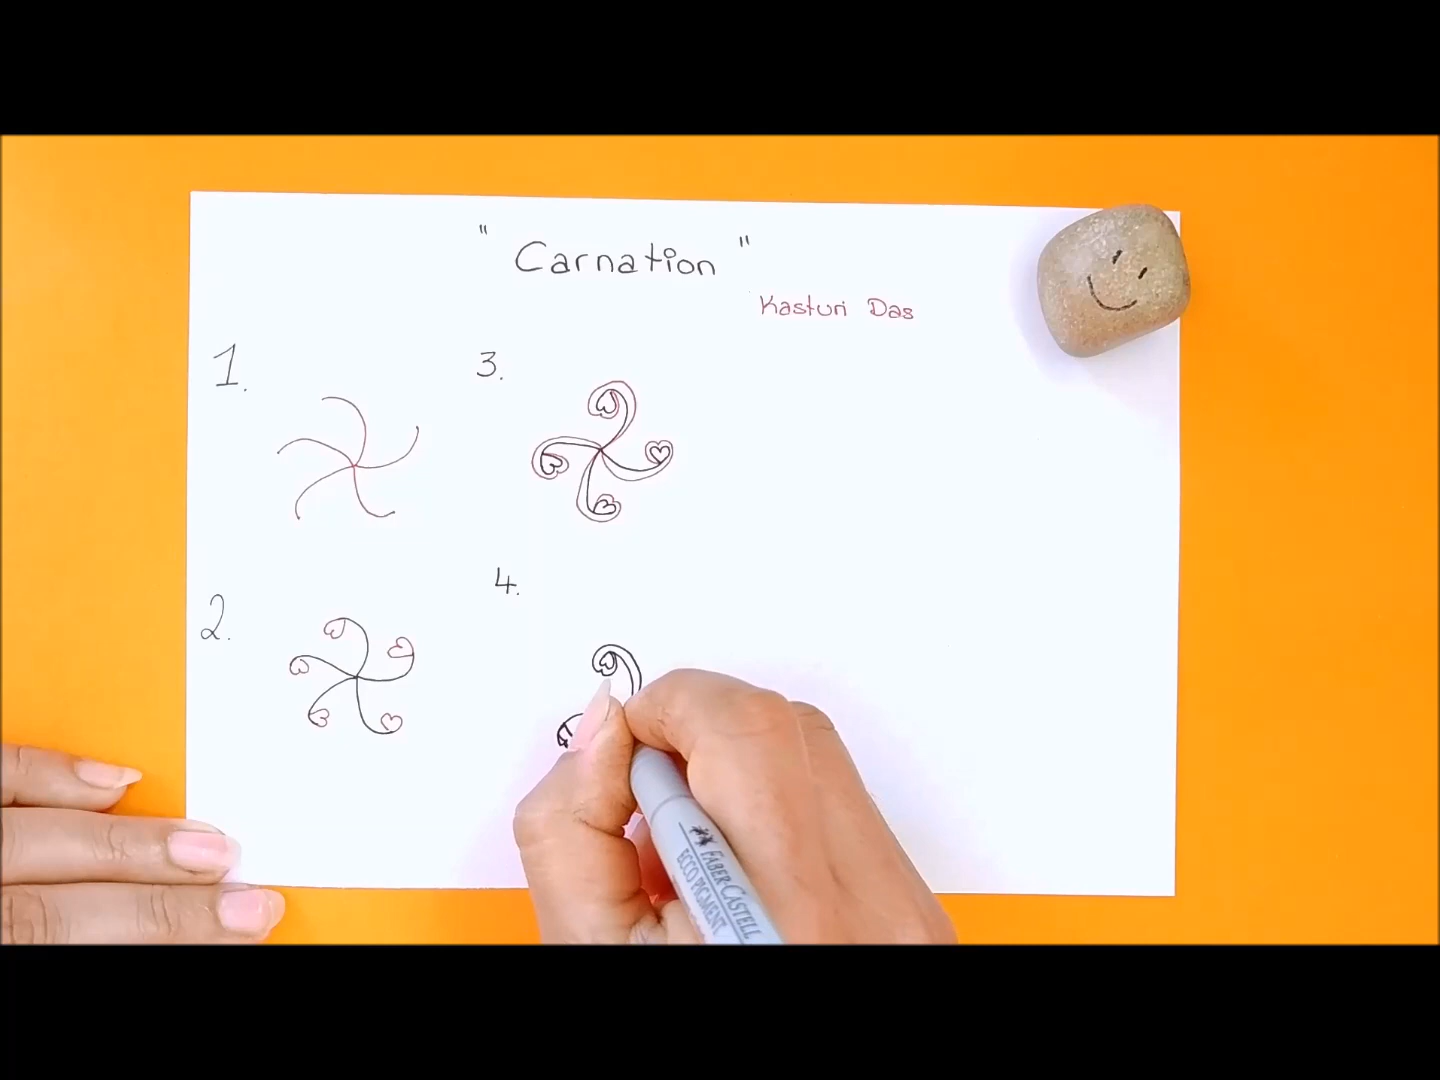 " Carnation "
Kasturi Das
1.
3.
2.
4.
FABER-CASTELL
ECCO PIGMENT